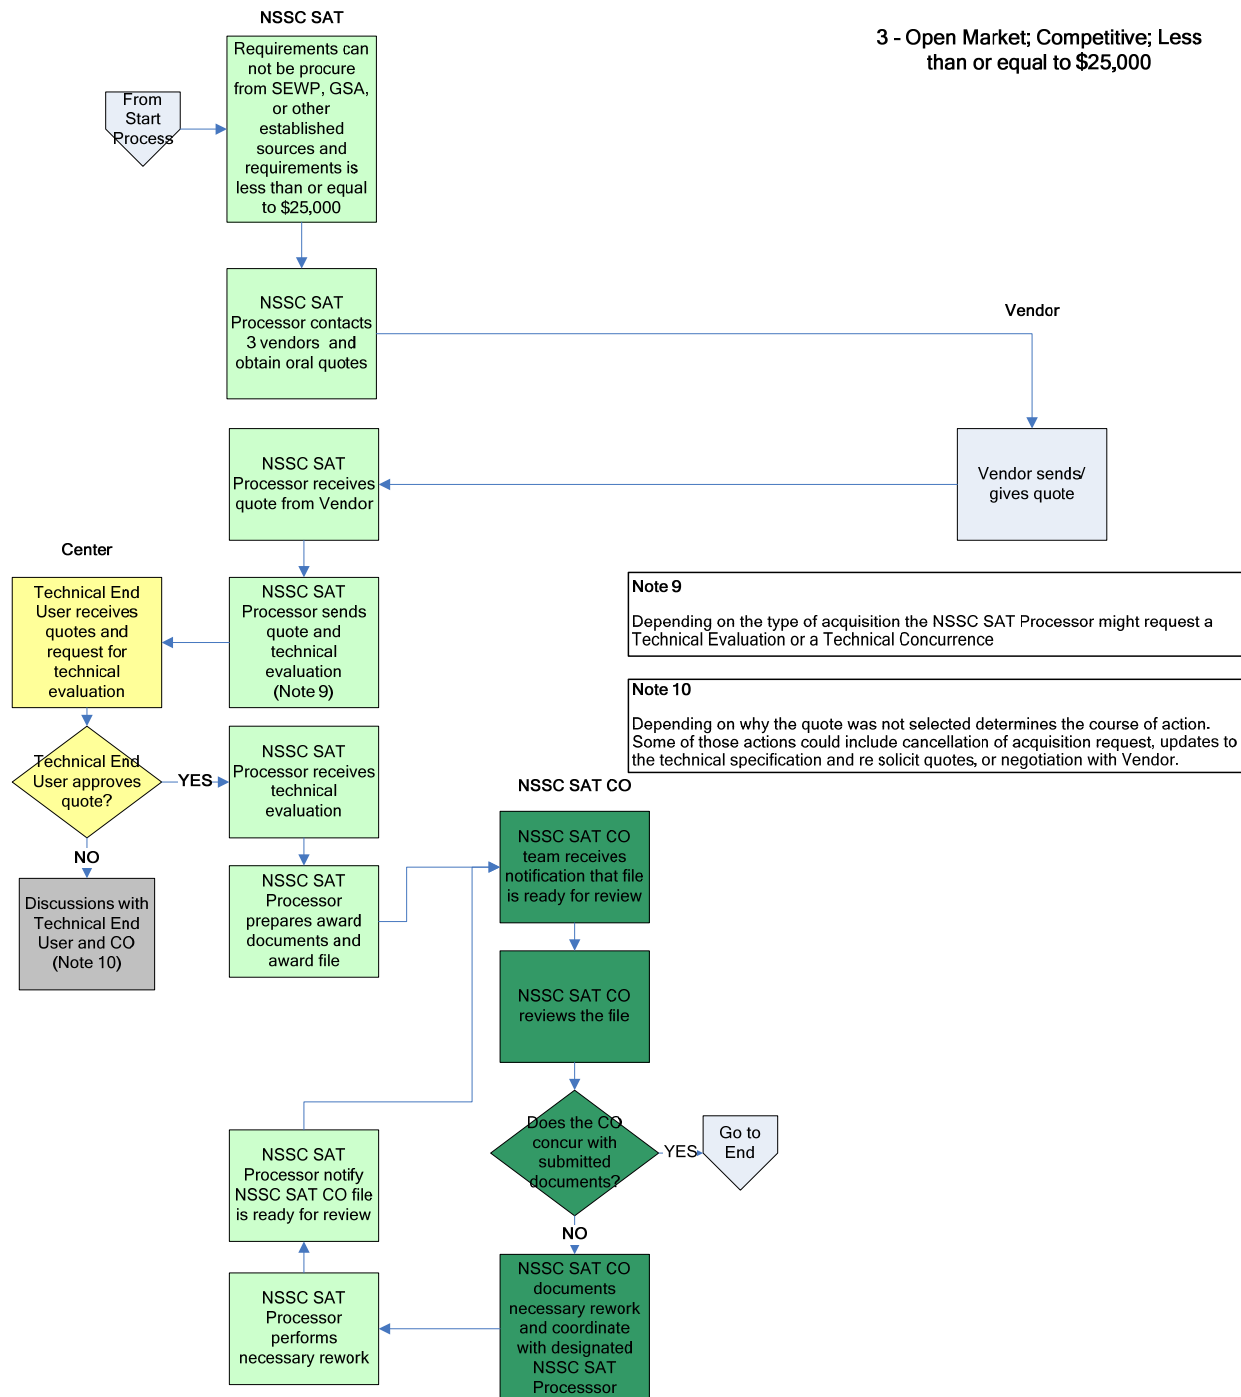 NSSC SAT
3 - Open Market; Competitive; Less
than or equal to $25,000
From
Start
Process
Requirements can
not be procure
from SEWP, GSA,
or other
established
sources and
requirements is
less than or equal
to $25,000
NSSC SAT
Processor contacts
3 vendors and
obtain oral quotes
Vendor
Vendor sends/
gives quote
NSSC SAT
Processor receives
quote from Vendor
Center
Technical End
User receives
quotes and
request for
technical
evaluation
NSSC SAT
Processor sends
quote and
technical
evaluation
(Note 9)
Note 9
Depending on the type of acquisition the NSSC SAT Processor might request a
Technical Evaluation or a Technical Concurrence
Note 10
Depending on why the quote was not selected determines the course of action.
Some of those actions could include cancellation of acquisition request, updates to
the technical specification and re solicit quotes, or negotiation with Vendor.
Technical End
User approves
quote?
YES
NSSC SAT
Processor receives
technical
evaluation
NO
Discussions with
Technical End
User and CO
(Note 10)
NSSC SAT
Processor
prepares award
documents and
award file
NSSC SAT CO
NSSC SAT CO
team receives
notification that file
is ready for review
NSSC SAT CO
reviews the file
Does the CO
concur with
submitted
documents?
YES
Go to
End
NO
NSSC SAT CO
documents
necessary rework
and coordinate
with designated
NSSC SAT
Processsor
NSSC SAT
Processor
performs
necessary rework
NSSC SAT
Processor notify
NSSC SAT CO file
is ready for review